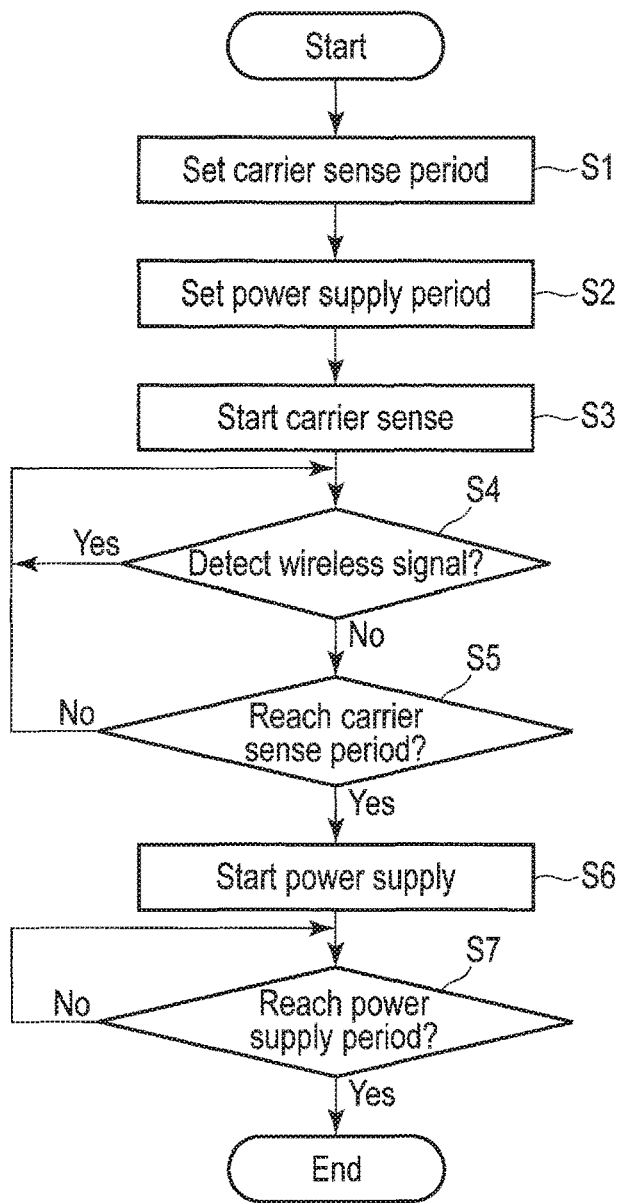 Start
Set carrier sense period
S1
Set power supply period
S2
Start carrier sense
S3
S4
Yes
Detect wireless signal?
No
S5
No
Reach carrier
sense period?
Yes
Start power supply
S6
S7
No
Reach power
supply period?
Yes
End